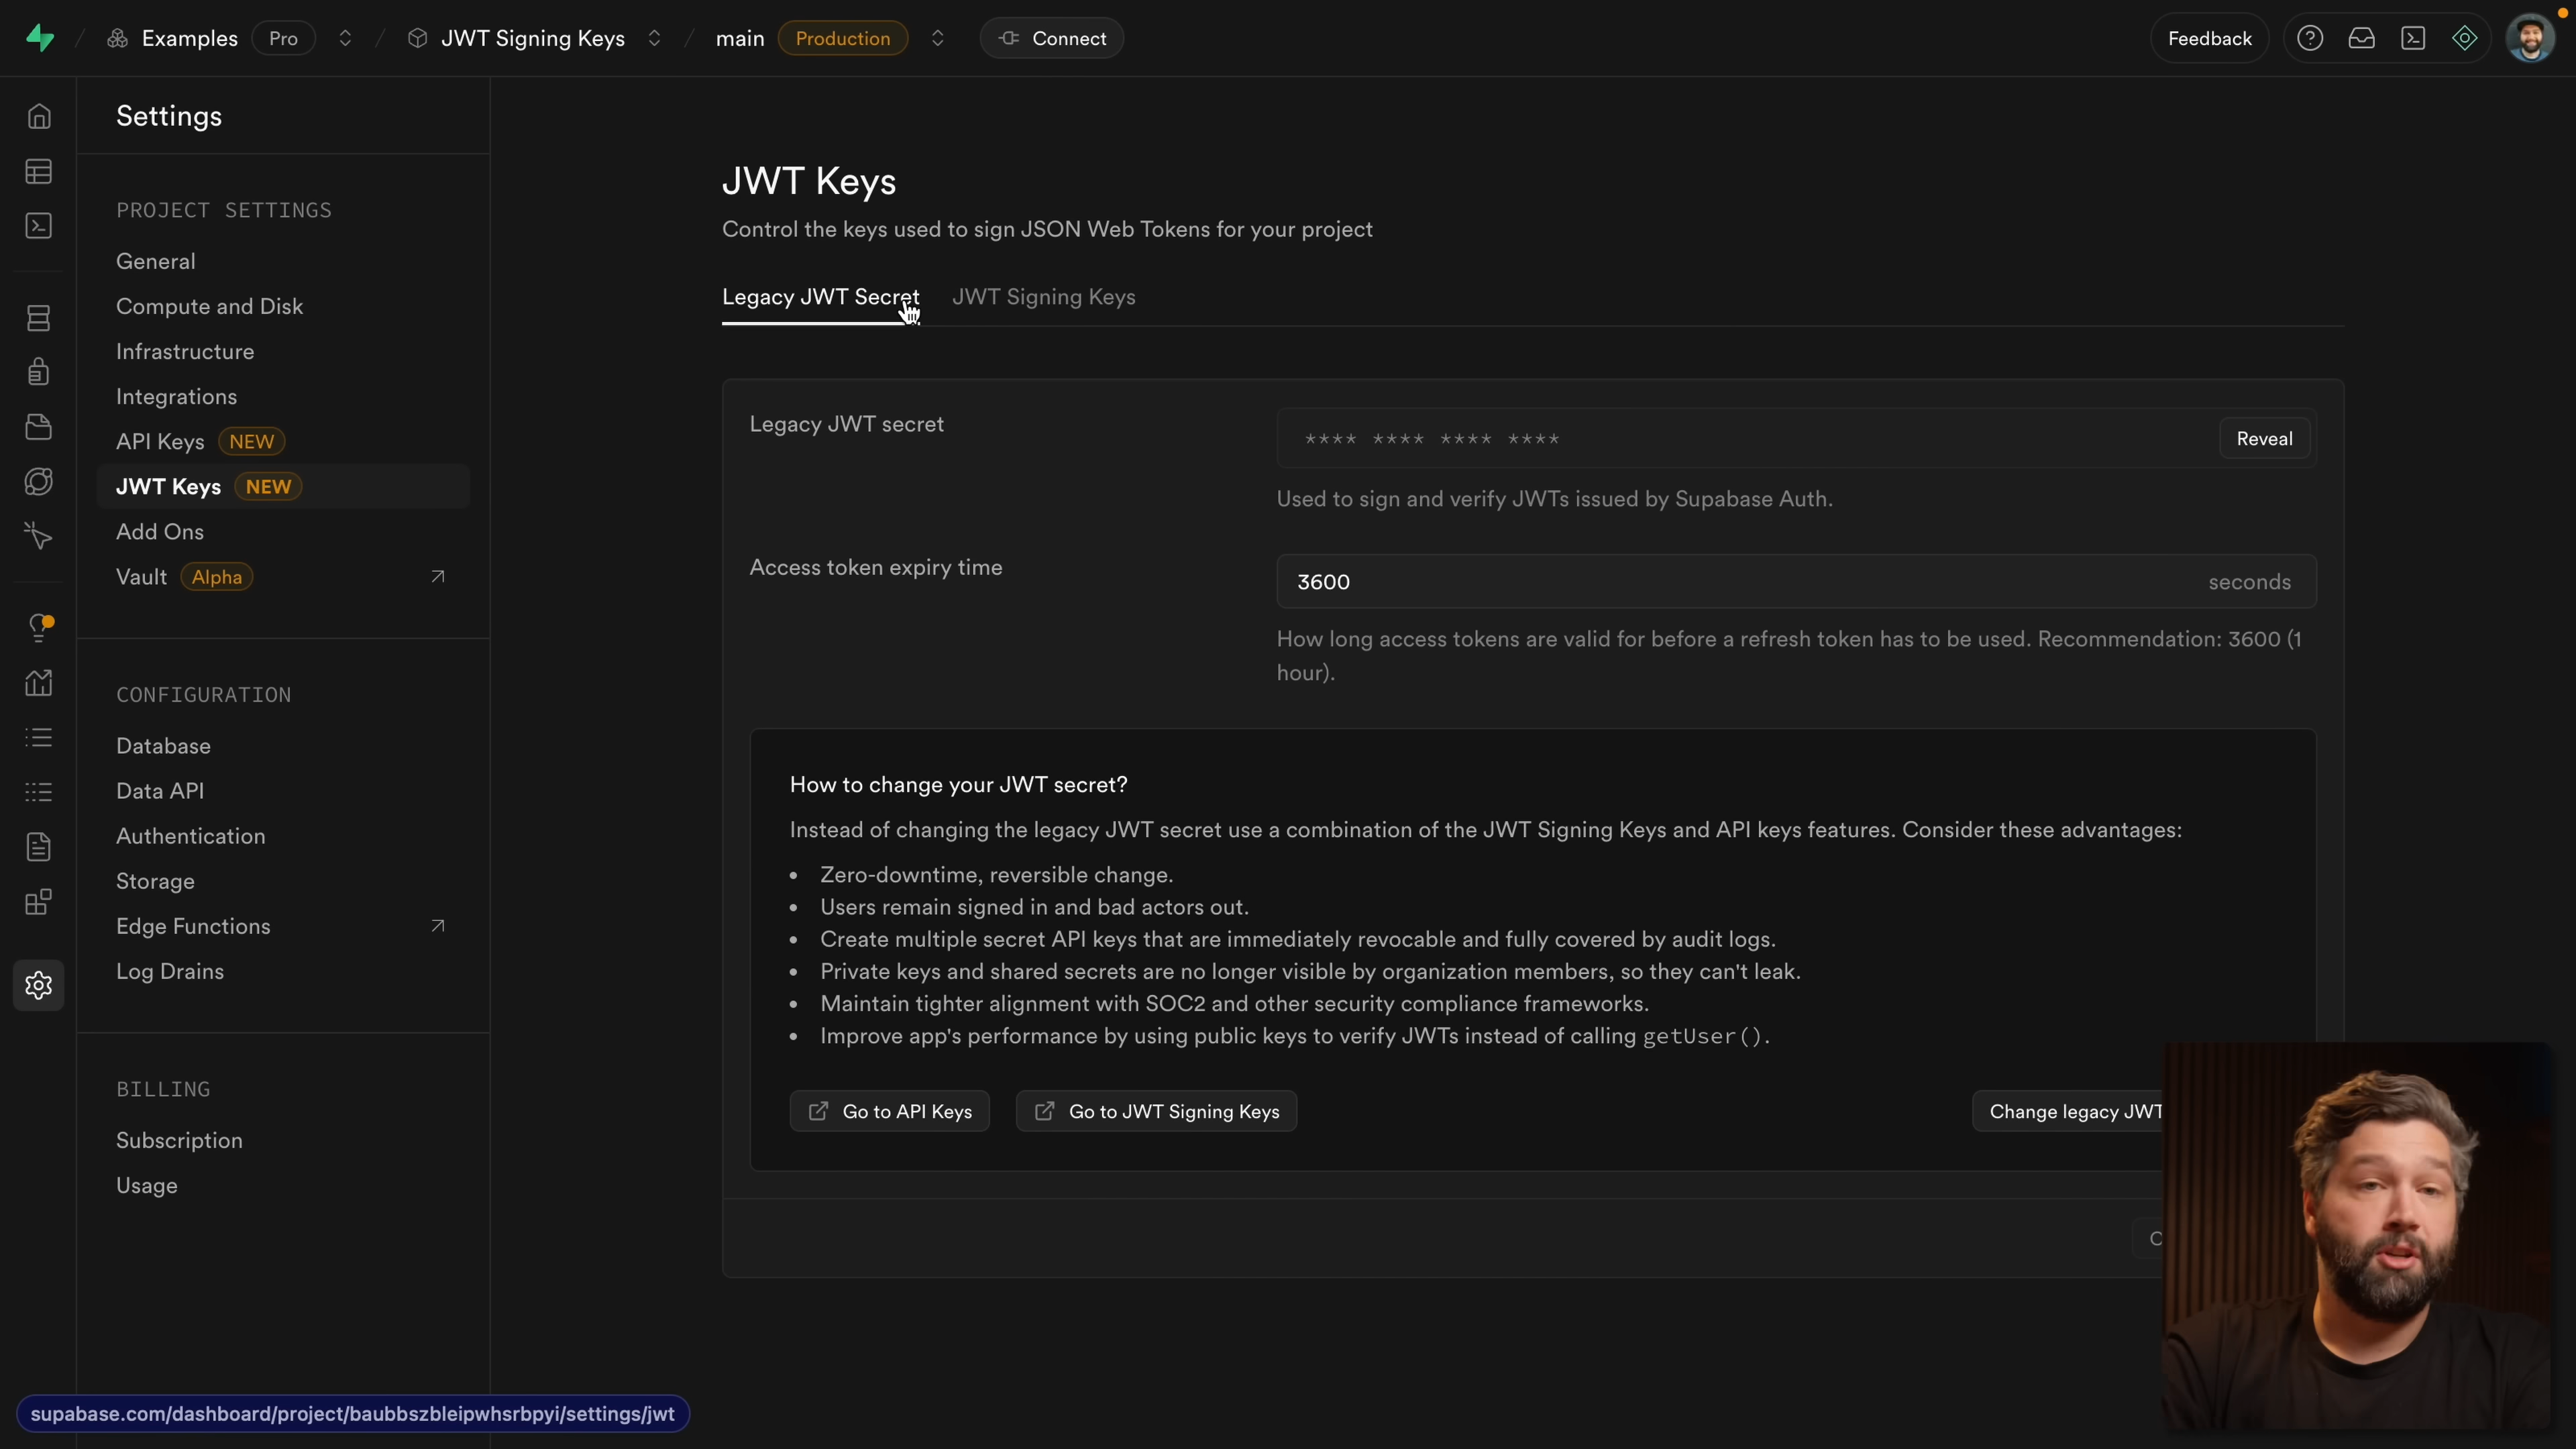 Examples Pro JWT Signing Keys main Production Connect Feedback
Settings
PROJECT SETTINGS
General
Compute and Disk
Infrastructure
Integrations
API Keys NEW
JWT Keys NEW
Add Ons
Vault Alpha
CONFIGURATION
Database
Data API
Authentication
Storage
Edge Functions
Log Drains
BILLING
Subscription
Usage
supabase.com/dashboard/project/baubbszbleipwhsrbpyi/settings/jwt
JWT Keys
Control the keys used to sign JSON Web Tokens for your project
Legacy JWT Secret JWT Signing Keys
Legacy JWT secret
**** **** **** **** Reveal
Used to sign and verify JWTs issued by Supabase Auth.
Access token expiry time
3600 seconds
How long access tokens are valid for before a refresh token has to be used. Recommendation: 3600 (1
hour).
How to change your JWT secret?
Instead of changing the legacy JWT secret use a combination of the JWT Signing Keys and API keys features. Consider these advantages:
• Zero-downtime, reversible change.
• Users remain signed in and bad actors out.
• Create multiple secret API keys that are immediately revocable and fully covered by audit logs.
• Private keys and shared secrets are no longer visible by organization members, so they can't leak.
• Maintain tighter alignment with SOC2 and other security compliance frameworks.
• Improve app's performance by using public keys to verify JWTs instead of calling getUser().
Go to API Keys Go to JWT Signing Keys Change legacy JWT